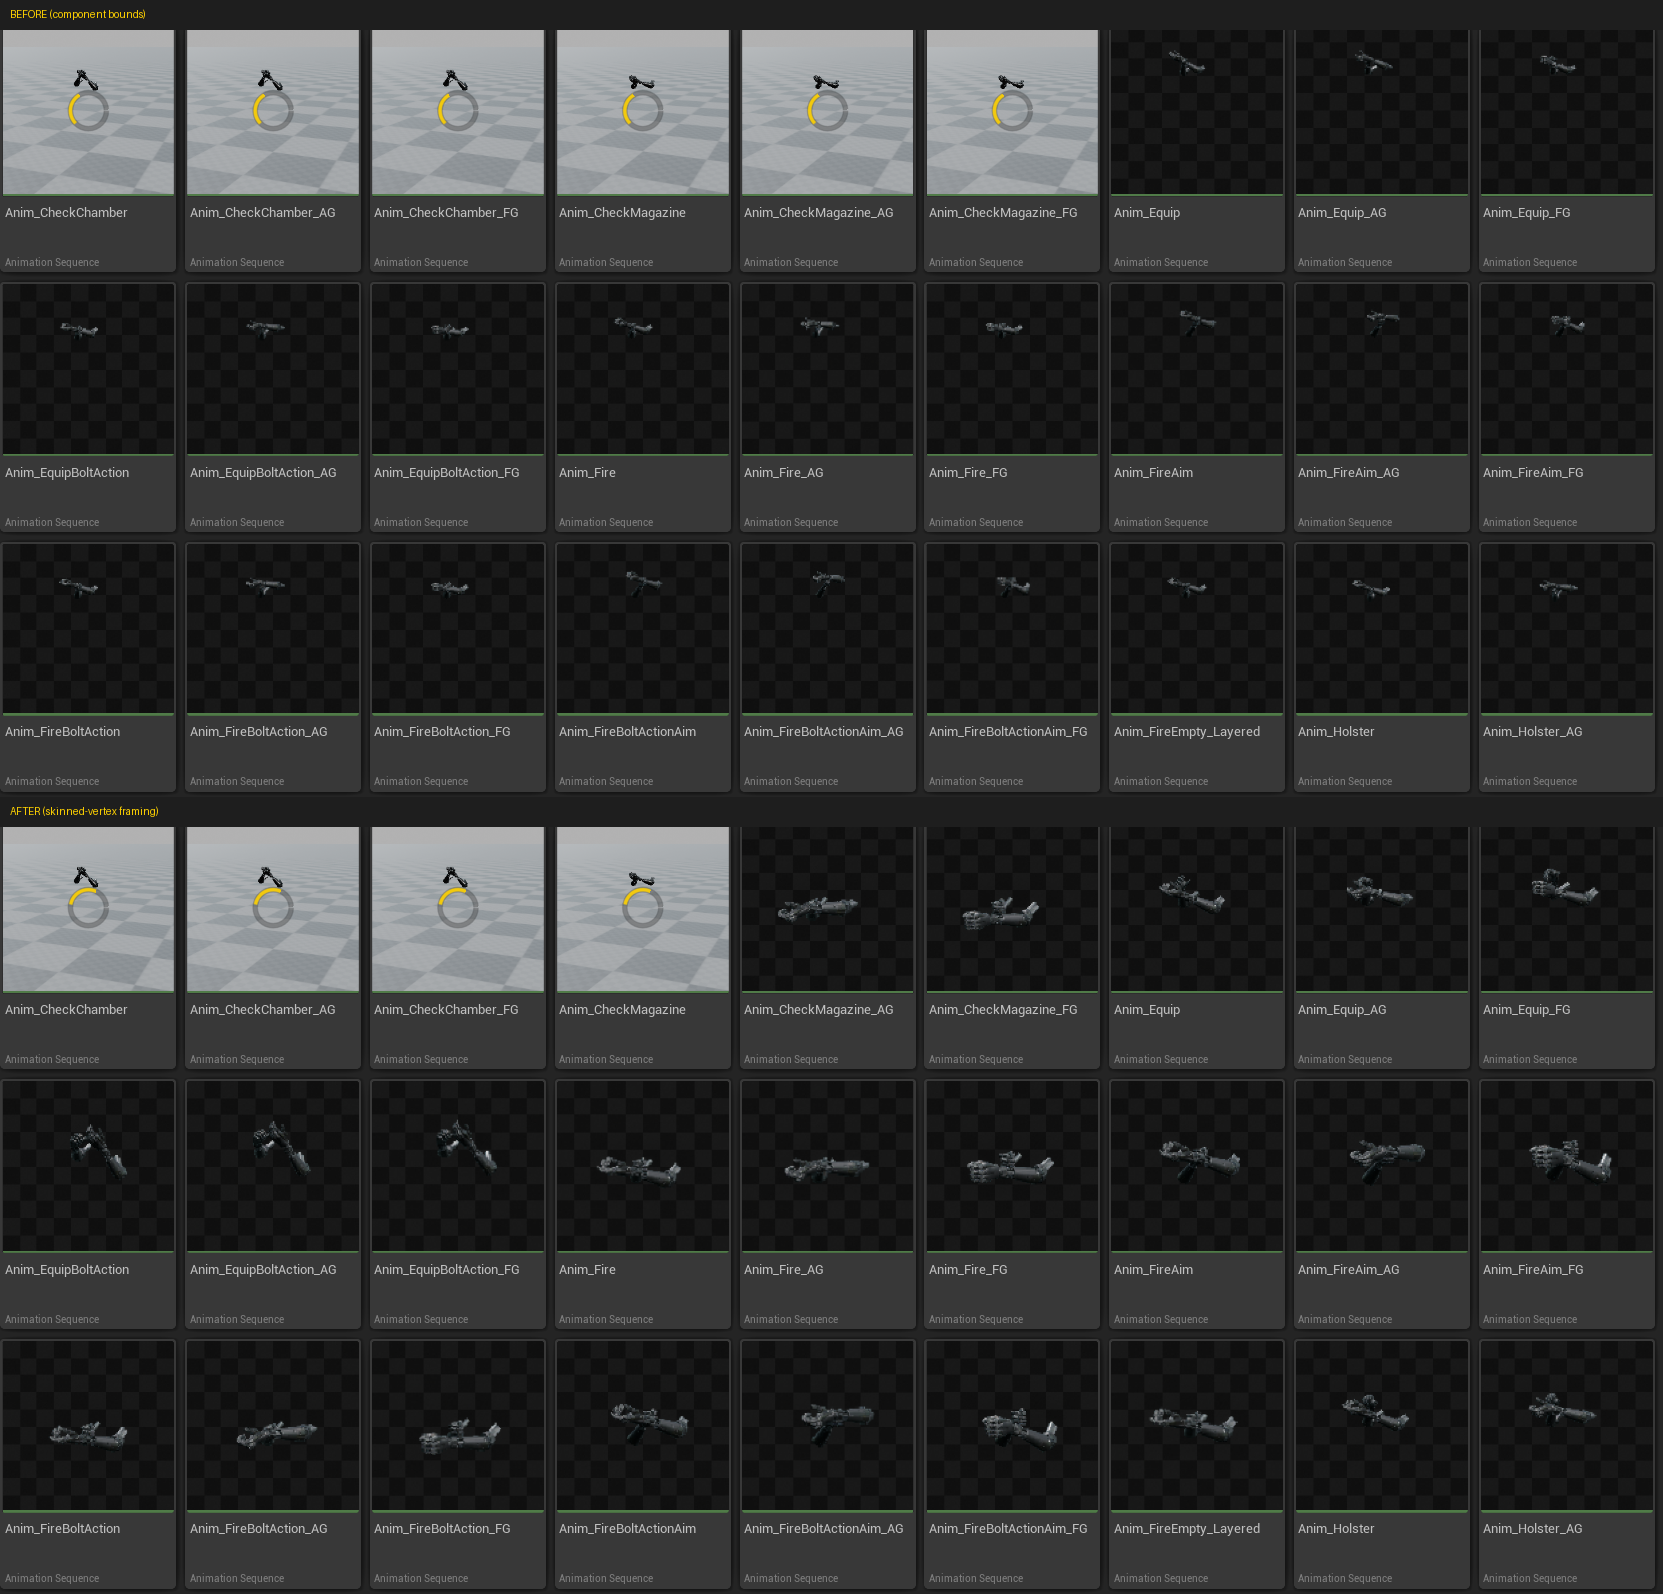 BEFORE (component bounds)
Anim_CheckChamber Anim_CheckChamber_AG Anim_CheckChamber_FG Anim_CheckMagazine Anim_CheckMagazine_AG Anim_CheckMagazine_FG Anim_Equip Anim_Equip_AG Anim_Equip_FG
Animation Sequence Animation Sequence Animation Sequence Animation Sequence Animation Sequence Animation Sequence Animation Sequence Animation Sequence Animation Sequence
Anim_EquipBoltAction Anim_EquipBoltAction_AG Anim_EquipBoltAction_FG Anim_Fire Anim_Fire_AG Anim_Fire_FG Anim_FireAim Anim_FireAim_AG Anim_FireAim_FG
Animation Sequence Animation Sequence Animation Sequence Animation Sequence Animation Sequence Animation Sequence Animation Sequence Animation Sequence Animation Sequence
Anim_FireBoltAction Anim_FireBoltAction_AG Anim_FireBoltAction_FG Anim_FireBoltActionAim Anim_FireBoltActionAim_AG Anim_FireBoltActionAim_FG Anim_FireEmpty_Layered Anim_Holster Anim_Holster_AG
Animation Sequence Animation Sequence Animation Sequence Animation Sequence Animation Sequence Animation Sequence Animation Sequence Animation Sequence Animation Sequence
AFTER (skinned-vertex framing)
Anim_CheckChamber Anim_CheckChamber_AG Anim_CheckChamber_FG Anim_CheckMagazine Anim_CheckMagazine_AG Anim_CheckMagazine_FG Anim_Equip Anim_Equip_AG Anim_Equip_FG
Animation Sequence Animation Sequence Animation Sequence Animation Sequence Animation Sequence Animation Sequence Animation Sequence Animation Sequence Animation Sequence
Anim_EquipBoltAction Anim_EquipBoltAction_AG Anim_EquipBoltAction_FG Anim_Fire Anim_Fire_AG Anim_Fire_FG Anim_FireAim Anim_FireAim_AG Anim_FireAim_FG
Animation Sequence Animation Sequence Animation Sequence Animation Sequence Animation Sequence Animation Sequence Animation Sequence Animation Sequence Animation Sequence
Anim_FireBoltAction Anim_FireBoltAction_AG Anim_FireBoltAction_FG Anim_FireBoltActionAim Anim_FireBoltActionAim_AG Anim_FireBoltActionAim_FG Anim_FireEmpty_Layered Anim_Holster Anim_Holster_AG
Animation Sequence Animation Sequence Animation Sequence Animation Sequence Animation Sequence Animation Sequence Animation Sequence Animation Sequence Animation Sequence